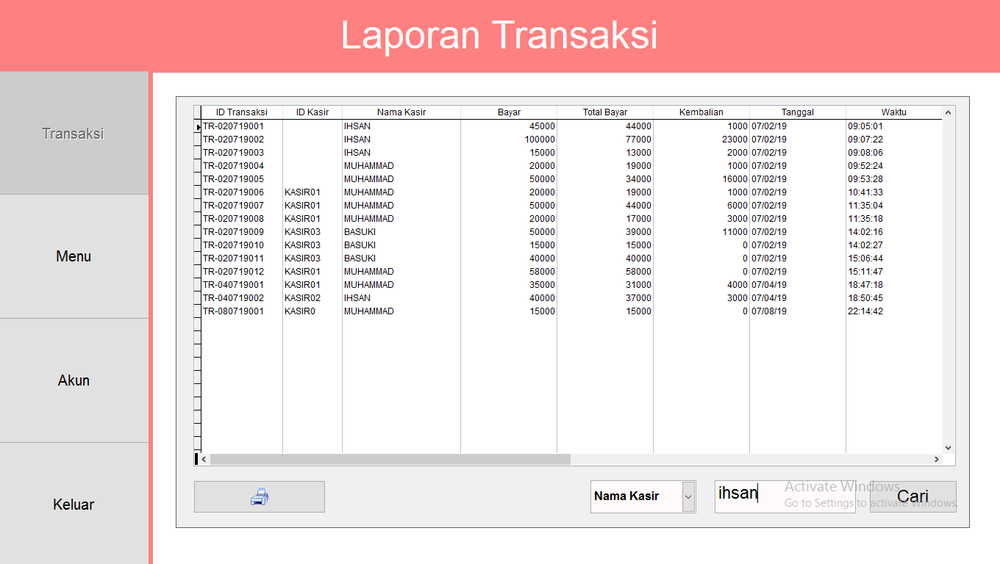 Laporan Transaksi
Transaksi
Menu
Akun
Keluar
ID Transaksi ID Kasir Nama Kasir Bayar Total Bayar Kembalian Tanggal Waktu
TR-020719001 IHSAN 45000 44000 1000 07/02/19 09:05:01
TR-020719002 IHSAN 100000 77000 23000 07/02/19 09:07:22
TR-020719003 IHSAN 15000 13000 2000 07/02/19 09:08:06
TR-020719004 MUHAMMAD 20000 19000 1000 07/02/19 09:52:24
TR-020719005 MUHAMMAD 50000 34000 16000 07/02/19 09:53:28
TR-020719006 KASIR01 MUHAMMAD 20000 19000 1000 07/02/19 10:41:33
TR-020719007 KASIR01 MUHAMMAD 50000 44000 6000 07/02/19 11:35:04
TR-020719008 KASIR01 MUHAMMAD 20000 17000 3000 07/02/19 11:35:18
TR-020719009 KASIR03 BASUKI 50000 39000 11000 07/02/19 14:02:16
TR-020719010 KASIR03 BASUKI 15000 15000 0 07/02/19 14:02:27
TR-020719011 KASIR03 BASUKI 40000 40000 0 07/02/19 15:06:44
TR-020719012 KASIR01 MUHAMMAD 58000 58000 0 07/02/19 15:11:47
TR-040719001 KASIR01 MUHAMMAD 35000 31000 4000 07/04/19 18:47:18
TR-040719002 KASIR02 IHSAN 40000 37000 3000 07/04/19 18:50:45
TR-080719001 KASIR0 MUHAMMAD 15000 15000 0 07/08/19 22:14:42
Nama Kasir ihsan Cari
Activate Windows
Go to Settings to activate Windows.